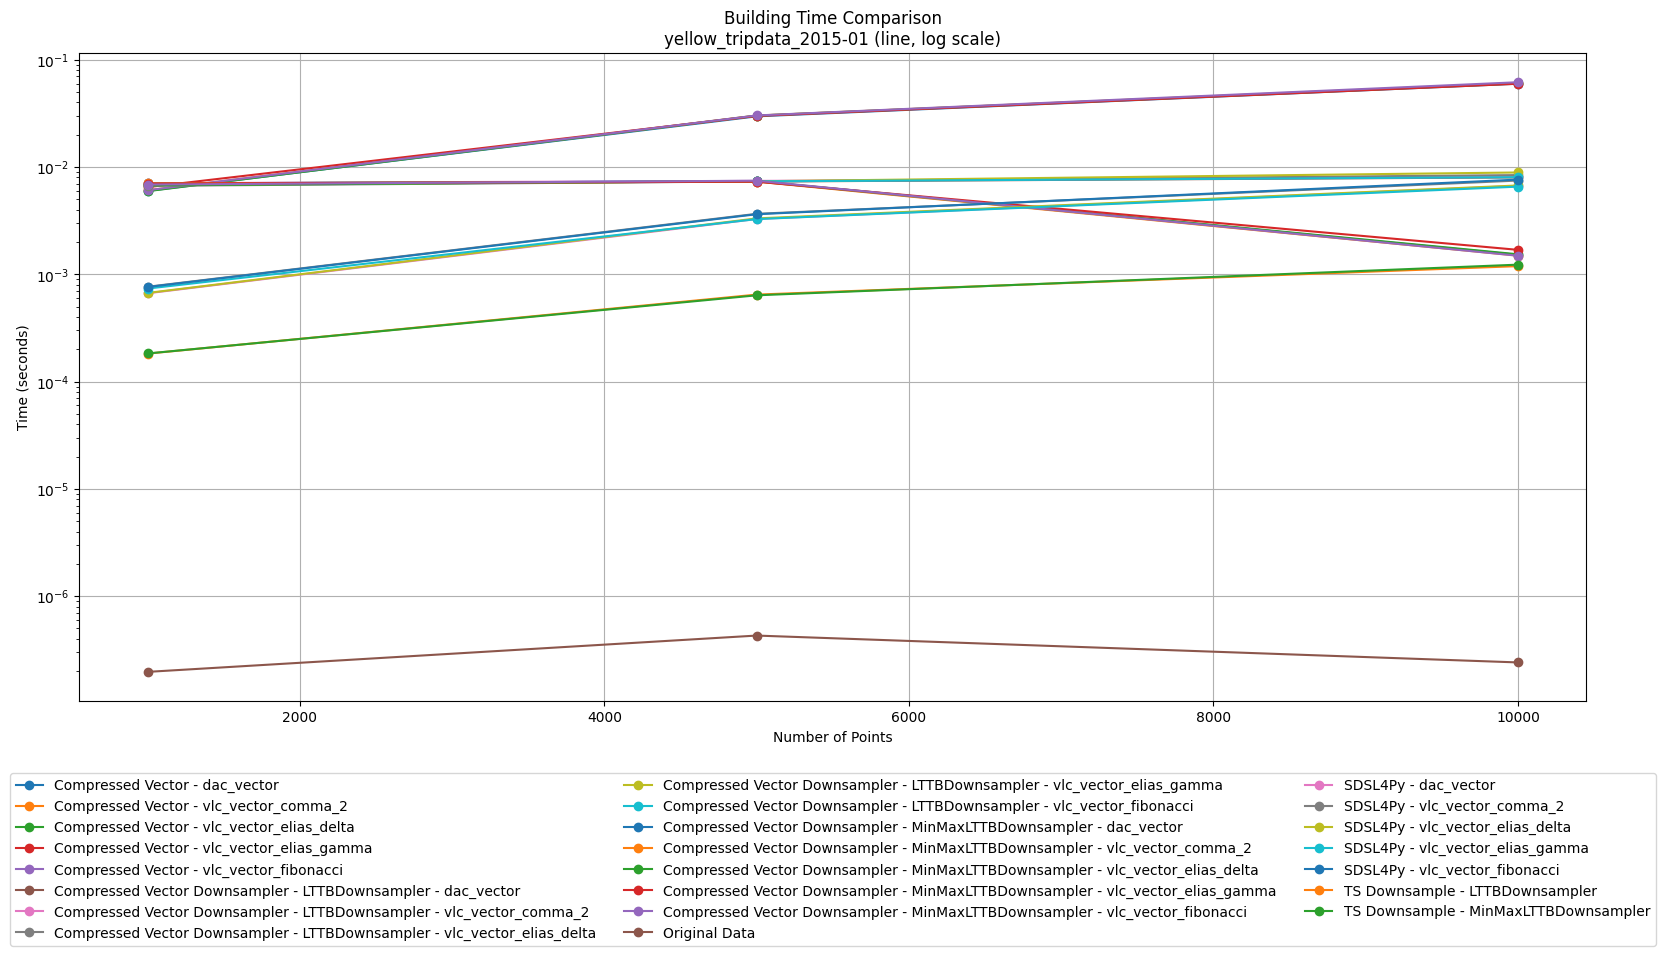 Building Time Comparison
yellow_tripdata_2015-01 (line, log scale)
10⁻¹
10⁻²
10⁻³
10⁻⁴
10⁻⁵
10⁻⁶
Time (seconds)
2000 4000 6000 8000 10000
Number of Points
Compressed Vector - dac_vector
Compressed Vector - vlc_vector_comma_2
Compressed Vector - vlc_vector_elias_delta
Compressed Vector - vlc_vector_elias_gamma
Compressed Vector - vlc_vector_fibonacci
Compressed Vector Downsampler - LTTBDownsampler - dac_vector
Compressed Vector Downsampler - LTTBDownsampler - vlc_vector_comma_2
Compressed Vector Downsampler - LTTBDownsampler - vlc_vector_elias_delta
Compressed Vector Downsampler - LTTBDownsampler - vlc_vector_elias_gamma
Compressed Vector Downsampler - LTTBDownsampler - vlc_vector_fibonacci
Compressed Vector Downsampler - MinMaxLTTBDownsampler - dac_vector
Compressed Vector Downsampler - MinMaxLTTBDownsampler - vlc_vector_comma_2
Compressed Vector Downsampler - MinMaxLTTBDownsampler - vlc_vector_elias_delta
Compressed Vector Downsampler - MinMaxLTTBDownsampler - vlc_vector_elias_gamma
Compressed Vector Downsampler - MinMaxLTTBDownsampler - vlc_vector_fibonacci
Original Data
SDSL4Py - dac_vector
SDSL4Py - vlc_vector_comma_2
SDSL4Py - vlc_vector_elias_delta
SDSL4Py - vlc_vector_elias_gamma
SDSL4Py - vlc_vector_fibonacci
TS Downsample - LTTBDownsampler
TS Downsample - MinMaxLTTBDownsampler